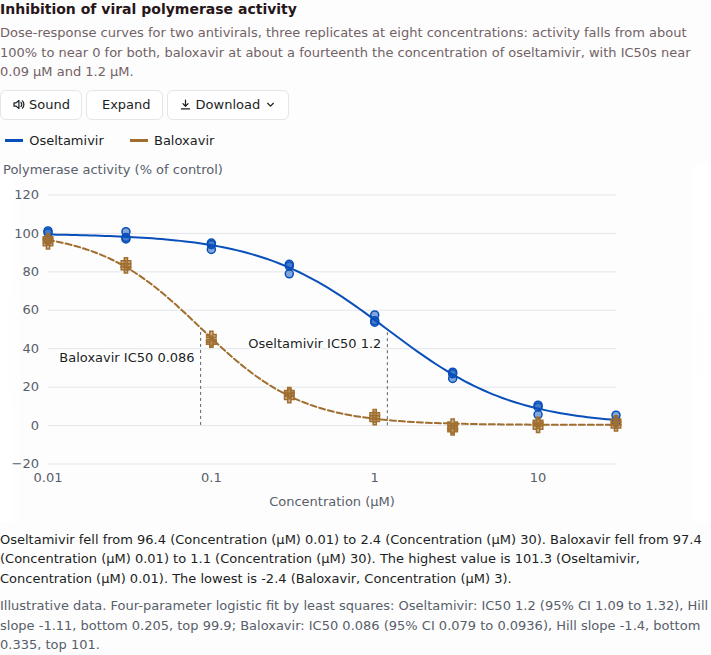 Inhibition of viral polymerase activity
Dose-response curves for two antivirals, three replicates at eight concentrations: activity falls from about
100% to near 0 for both, baloxavir at about a fourteenth the concentration of oseltamivir, with IC50s near
0.09 µM and 1.2 µM.
Sound
Expand
Download
Oseltamivir
Baloxavir
Polymerase activity (% of control)
120
100
80
60
40
20
0
−20
Baloxavir IC50 0.086
Oseltamivir IC50 1.2
0.01
0.1
1
10
Concentration (µM)
Oseltamivir fell from 96.4 (Concentration (µM) 0.01) to 2.4 (Concentration (µM) 30). Baloxavir fell from 97.4
(Concentration (µM) 0.01) to 1.1 (Concentration (µM) 30). The highest value is 101.3 (Oseltamivir,
Concentration (µM) 0.01). The lowest is -2.4 (Baloxavir, Concentration (µM) 3).
Illustrative data. Four-parameter logistic fit by least squares: Oseltamivir: IC50 1.2 (95% CI 1.09 to 1.32), Hill
slope -1.11, bottom 0.205, top 99.9; Baloxavir: IC50 0.086 (95% CI 0.079 to 0.0936), Hill slope -1.4, bottom
0.335, top 101.